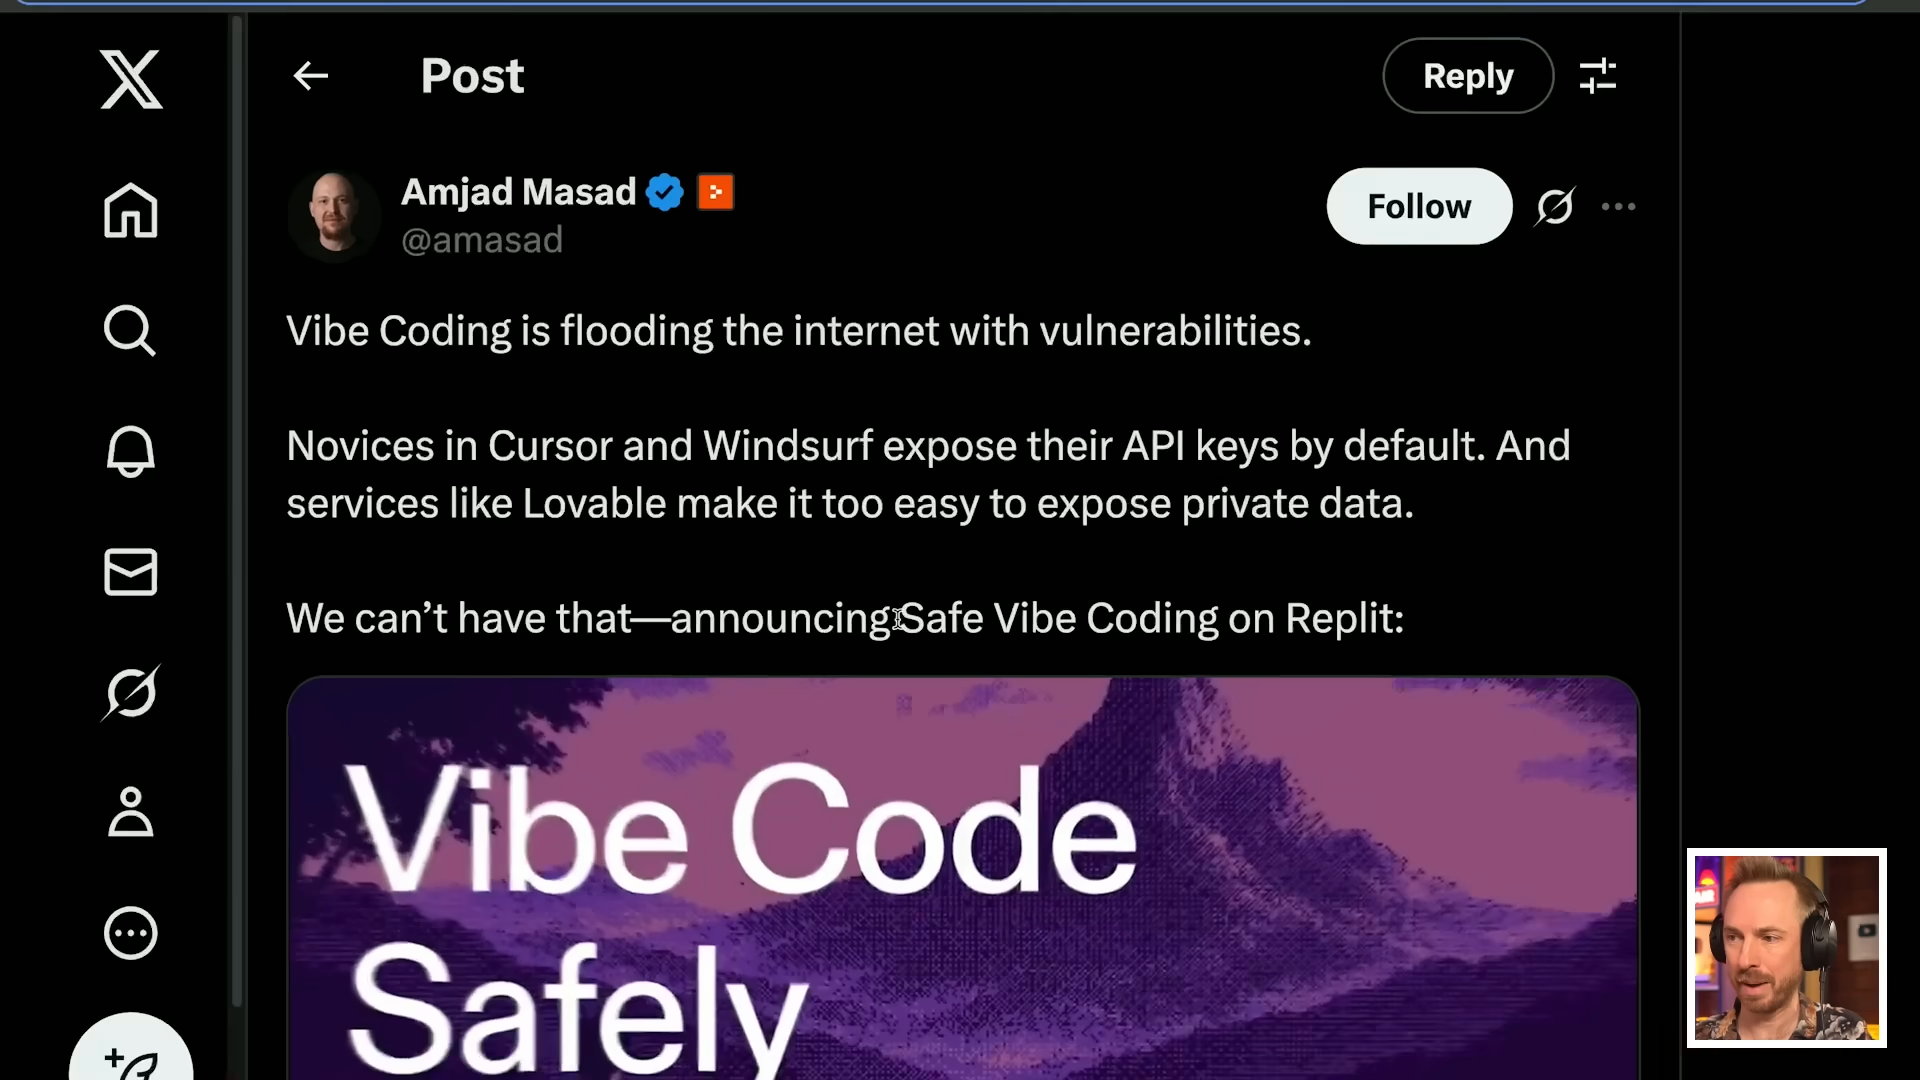 Post
Reply
Amjad Masad
@amasad
Follow
Vibe Coding is flooding the internet with vulnerabilities.
Novices in Cursor and Windsurf expose their API keys by default. And
services like Lovable make it too easy to expose private data.
We can’t have that—announcing Safe Vibe Coding on Replit:
Vibe Code
Safely